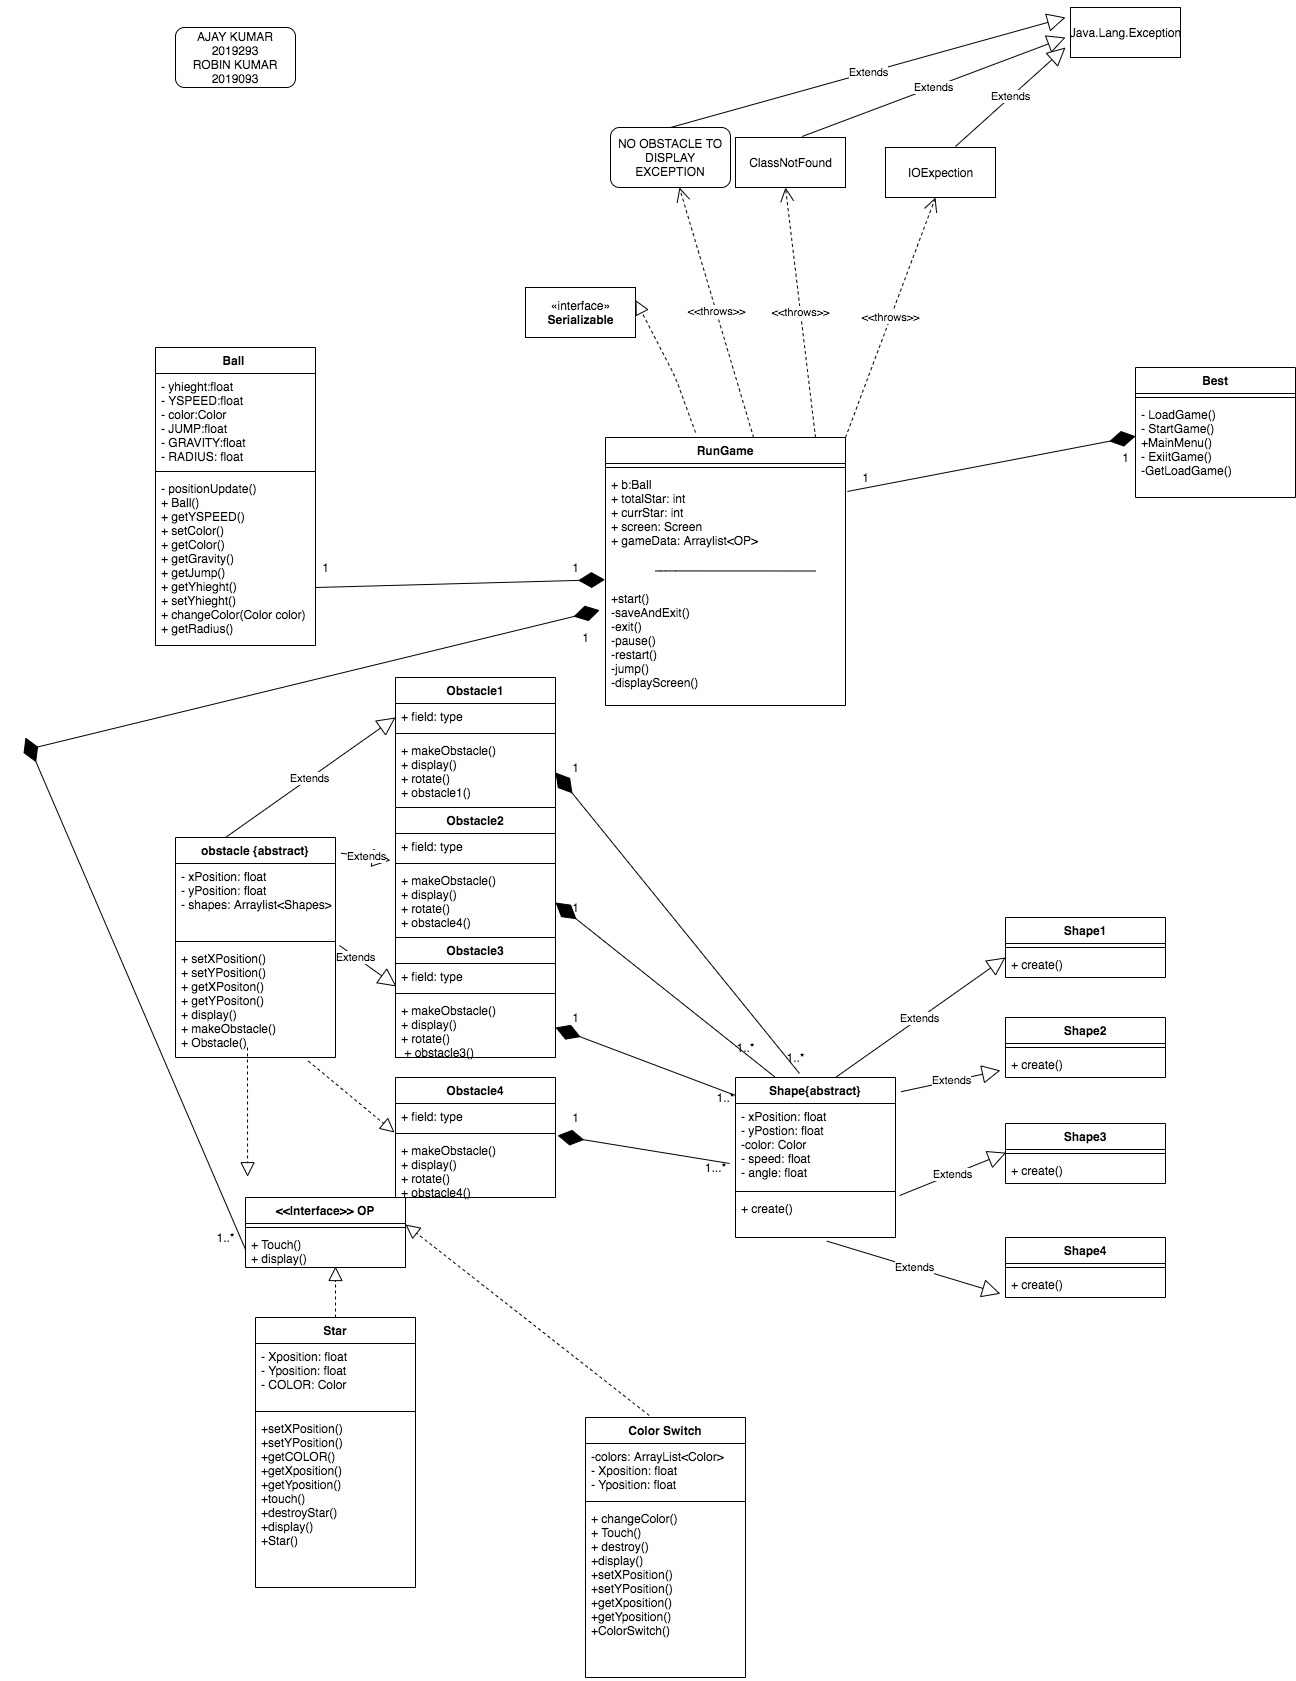 AJAY KUMAR
2019293
ROBIN KUMAR
2019093
Java.Lang.Exception
Extends
Extends
Extends
NO OBSTACLE TO
DISPLAY
EXCEPTION
ClassNotFound
IOExpection
<<throws>>
<<throws>>
<<throws>>
«interface»
Serializable
Ball
- yhieght:float
- YSPEED:float
- color:Color
- JUMP:float
- GRAVITY:float
- RADIUS: float
- positionUpdate()
+ Ball()
+ getYSPEED()
+ setColor()
+ getColor()
+ getGravity()
+ getJump()
+ getYhieght()
+ setYhieght()
+ changeColor(Color color)
+ getRadius()
1
1
1
RunGame
+ b:Ball
+ totalStar: int
+ currStar: int
+ screen: Screen
+ gameData: Arraylist<OP>
+start()
-saveAndExit()
-exit()
-pause()
-restart()
-jump()
-displayScreen()
1
1
Best
- LoadGame()
- StartGame()
+MainMenu()
- ExiitGame()
-GetLoadGame()
Obstacle1
+ field: type
+ makeObstacle()
+ display()
+ rotate()
+ obstacle1()
1
Obstacle2
+ field: type
+ makeObstacle()
+ display()
+ rotate()
+ obstacle4()
1
Obstacle3
+ field: type
+ makeObstacle()
+ display()
+ rotate()
+ obstacle3()
1
Obstacle4
+ field: type
+ makeObstacle()
+ display()
+ rotate()
+ obstacle4()
1
Extends
Extends
Extends
obstacle {abstract}
- xPosition: float
- yPosition: float
- shapes: Arraylist<Shapes>
+ setXPosition()
+ setYPosition()
+ getXPositon()
+ getYPositon()
+ display()
+ makeObstacle()
+ Obstacle()
1..*
1..*
1..*
1...*
Shape{abstract}
- xPosition: float
- yPostion: float
-color: Color
- speed: float
- angle: float
+ create()
Extends
Extends
Extends
Extends
Shape1
+ create()
Shape2
+ create()
Shape3
+ create()
Shape4
+ create()
1..*
<<Interface>> OP
+ Touch()
+ display()
Star
- Xposition: float
- Yposition: float
- COLOR: Color
+setXPosition()
+setYPosition()
+getCOLOR()
+getXposition()
+getYposition()
+touch()
+destroyStar()
+display()
+Star()
Color Switch
-colors: ArrayList<Color>
- Xposition: float
- Yposition: float
+ changeColor()
+ Touch()
+ destroy()
+display()
+setXPosition()
+setYPosition()
+getXposition()
+getYposition()
+ColorSwitch()